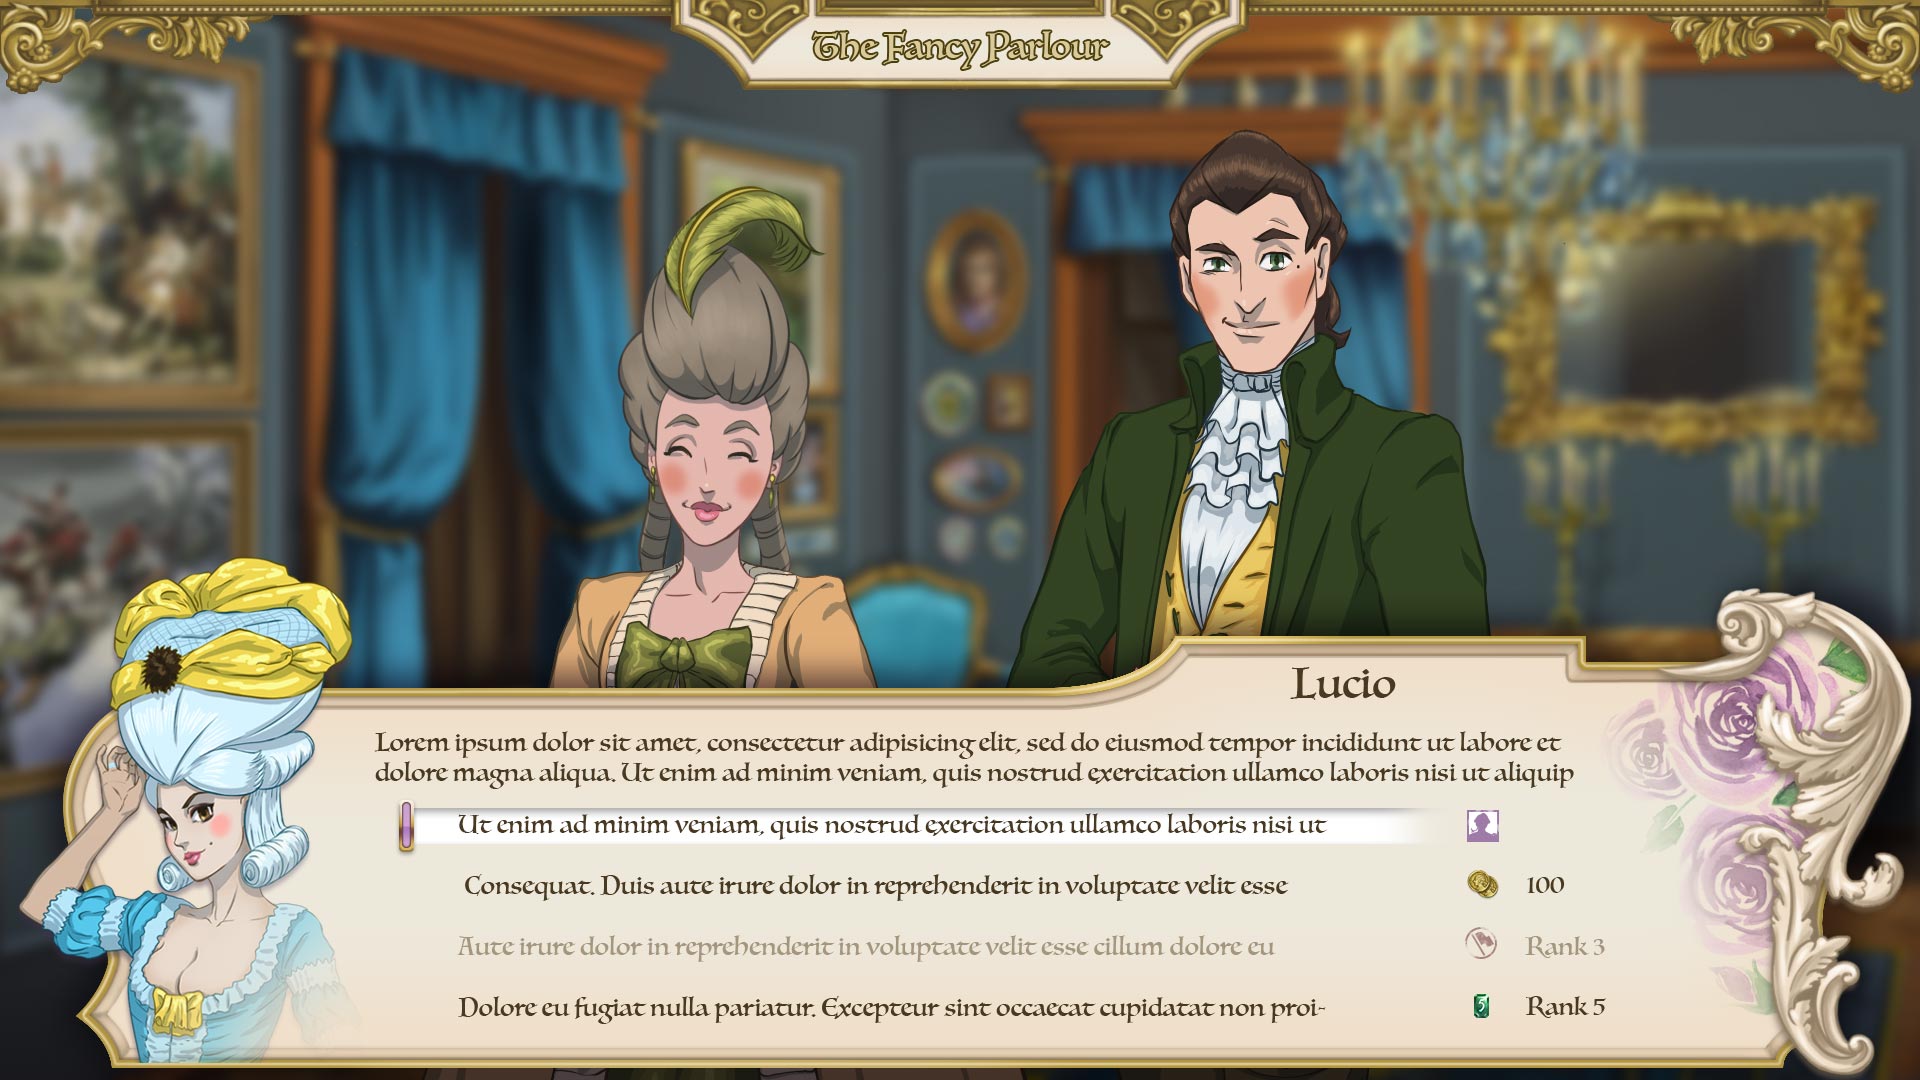 The Fancy Parlour
Lucio
Lorem ipsum dolor sit amet, consectetur adipisicing elit, sed do eiusmod tempor incididunt ut labore et
dolore magna aliqua. Ut enim ad minim veniam, quis nostrud exercitation ullamco laboris nisi ut aliquip
Ut enim ad minim veniam, quis nostrud exercitation ullamco laboris nisi ut
Consequat. Duis aute irure dolor in reprehenderit in voluptate velit esse 100
Aute irure dolor in reprehenderit in voluptate velit esse cillum dolore eu Rank 3
Dolore eu fugiat nulla pariatur. Excepteur sint occaecat cupidatat non proi- 5 Rank 5